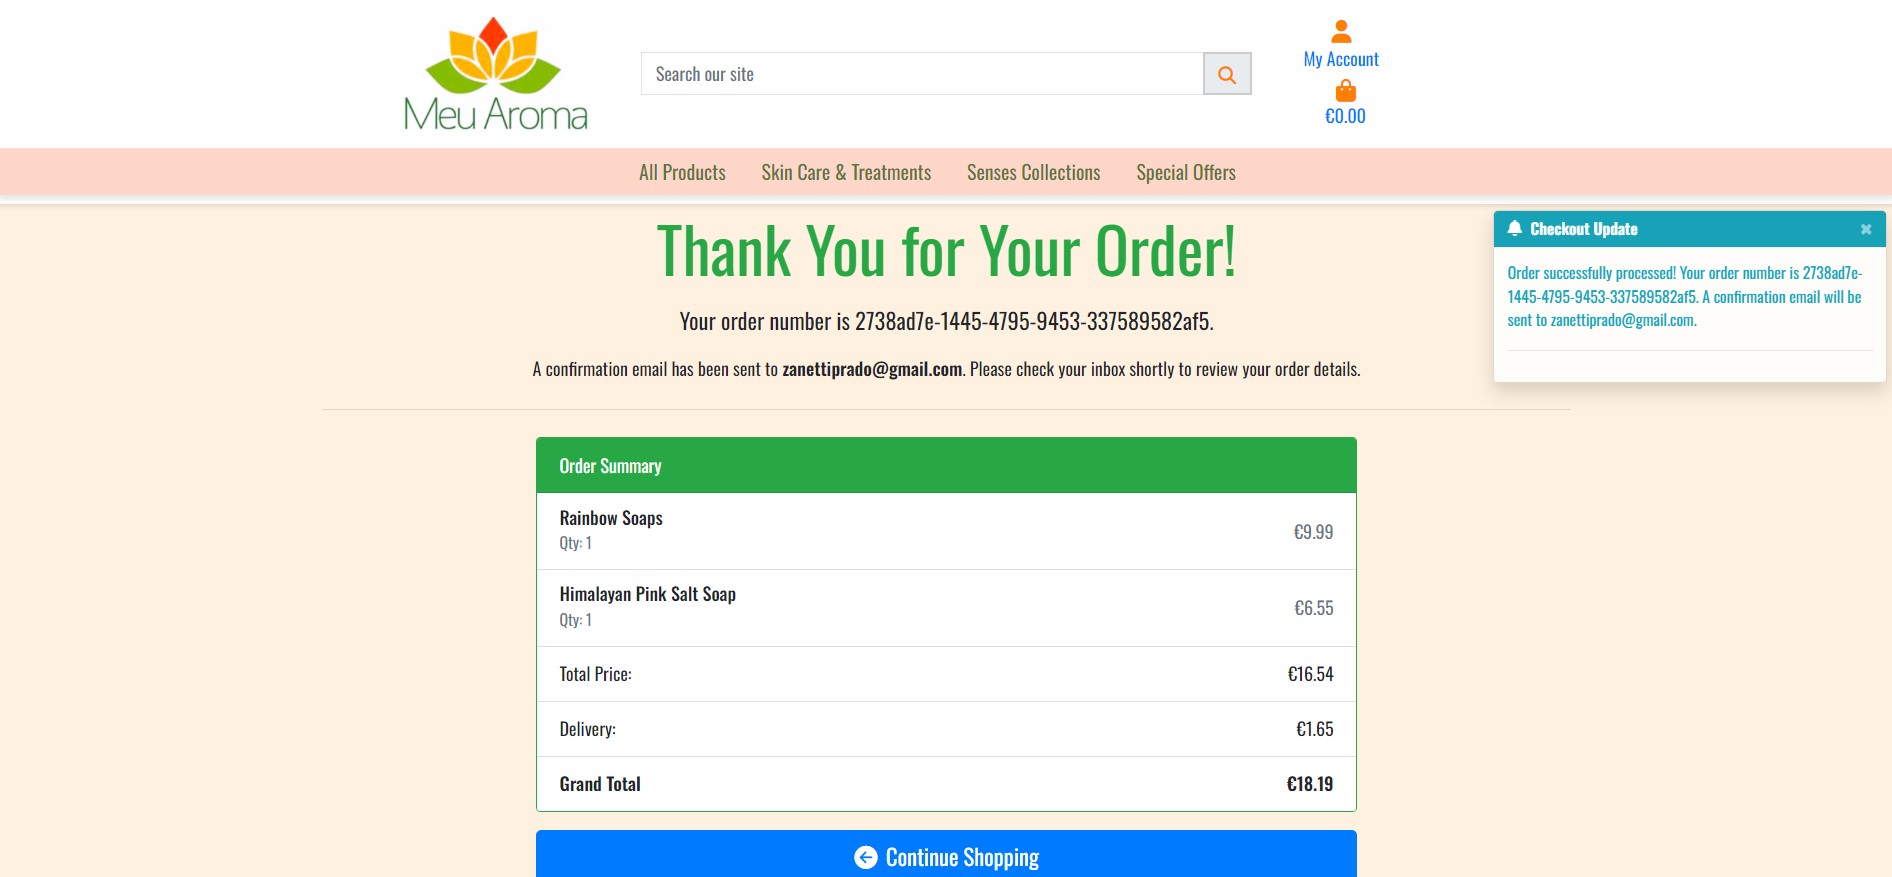 Meu Aroma
Search our site
My Account
€0.00
All Products Skin Care & Treatments Senses Collections Special Offers
Thank You for Your Order!
Your order number is 2738ad7e-1445-4795-9453-337589582af5.
A confirmation email has been sent to zanettiprado@gmail.com. Please check your inbox shortly to review your order details.
Checkout Update ×
Order successfully processed! Your order number is 2738ad7e-
1445-4795-9453-337589582af5. A confirmation email will be
sent to zanettiprado@gmail.com.
Order Summary
Rainbow Soaps
Qty: 1
€9.99
Himalayan Pink Salt Soap
Qty: 1
€6.55
Total Price: €16.54
Delivery: €1.65
Grand Total €18.19
Continue Shopping